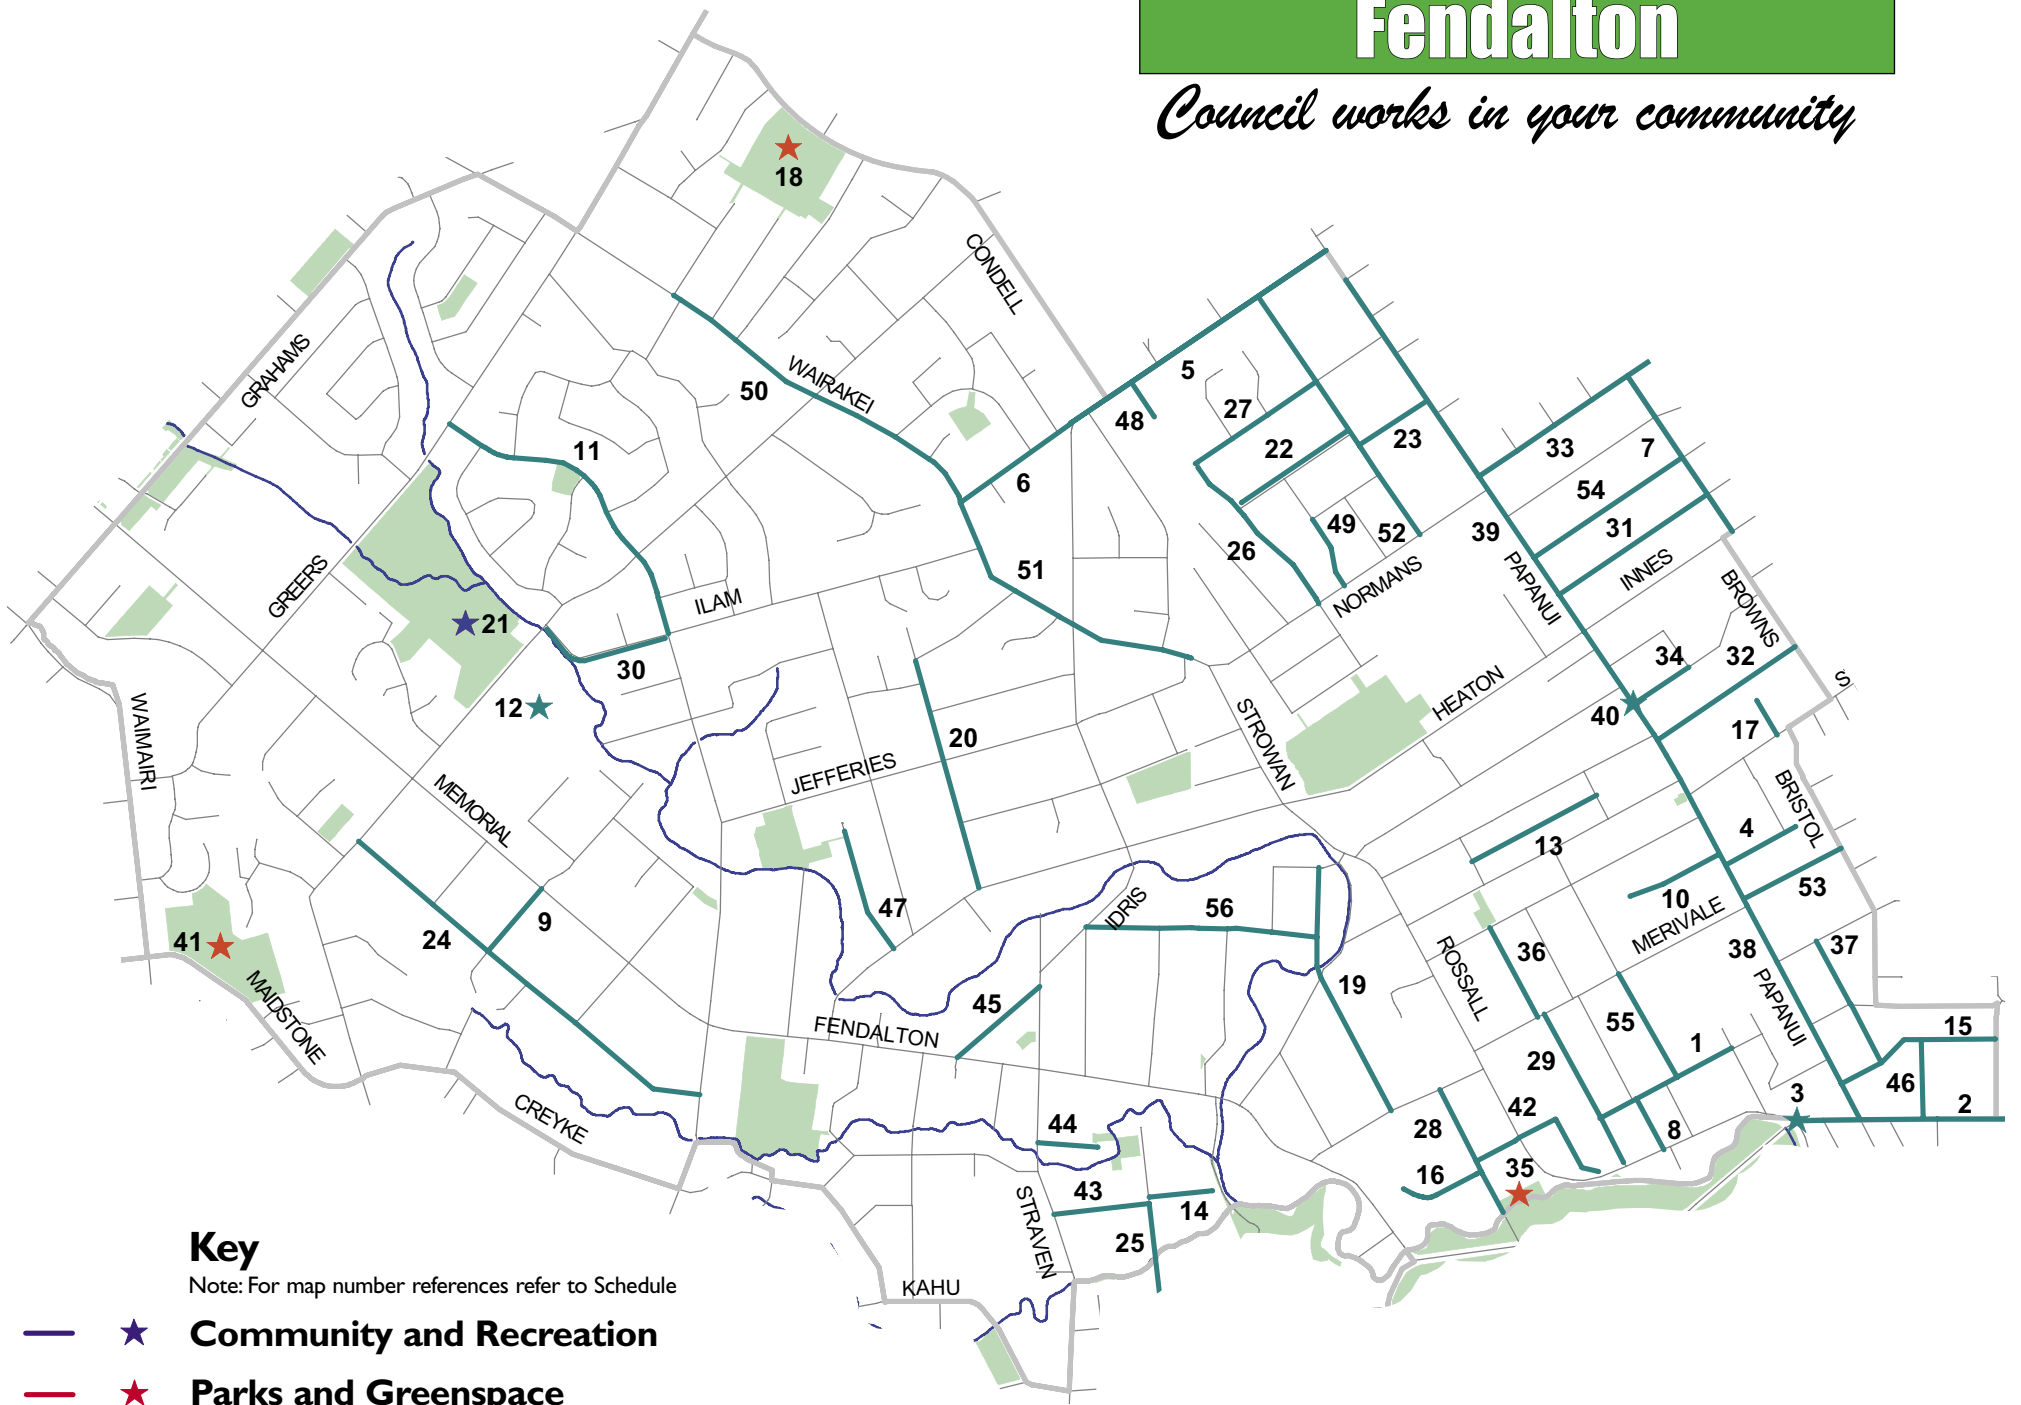 Fendalton
Council works in your community
18
CONDELL
GRAHAMS
WAIRAKEI
50
5
48
27
22
23
33
7
54
31
11
6
49
52
39
26
51
NORMANS
PAPANUI
INNES
BROWNS
GREERS
ILAM
21
30
12
34
32
S
40
17
WAIMAIRI
20
STROWAN
HEATON
JEFFERIES
MEMORIAL
BRISTOL
4
13
53
10
MERIVALE
47
IDRIS
56
9
24
41
36
38
37
ROSSALL
19
45
MAIDSTONE
FENDALTON
55
PAPANUI
15
1
29
46
3
2
CREYKE
44
42
28
8
35
16
43
14
STRAVEN
25
KAHU
Key
Note: For map number references refer to Schedule
Community and Recreation
Parks and Greenspace